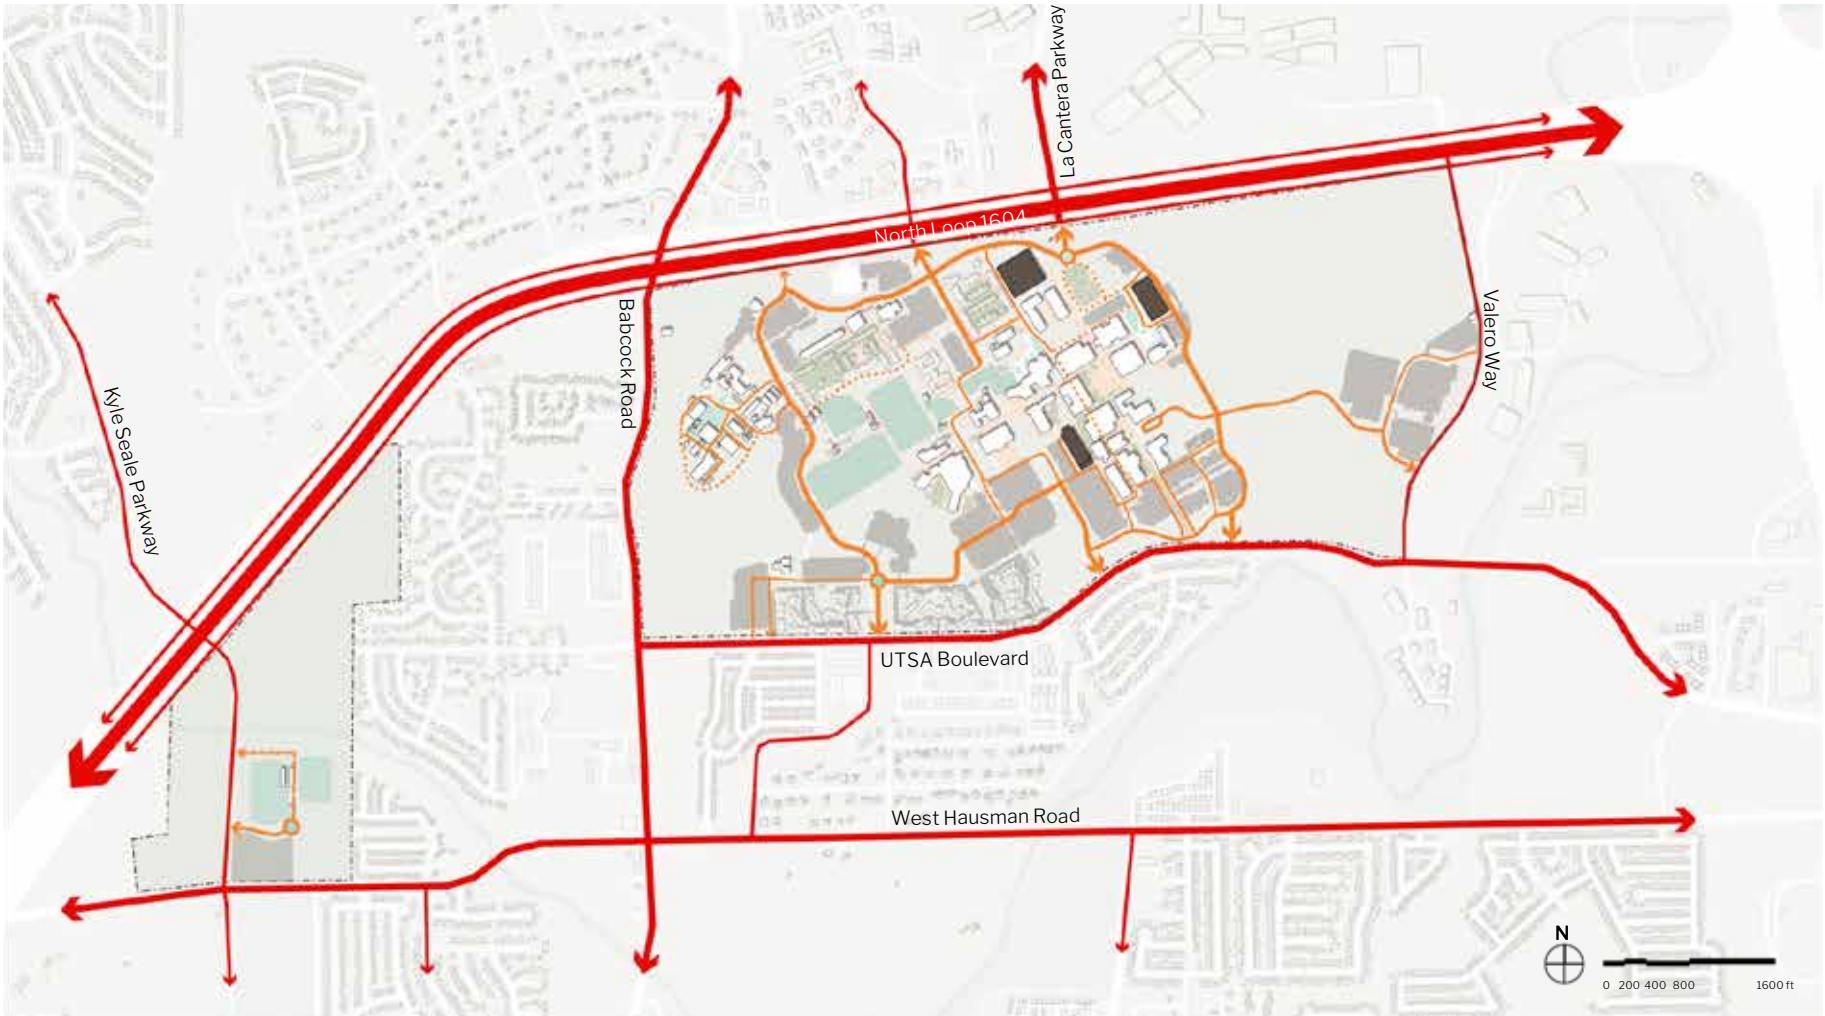 La Cantera Parkway
North Loop 1604
Babcock Road
Valero Way
Kyle Seale Parkway
UTSA Boulevard
West Hausman Road
N
0 200 400 800 1600 ft